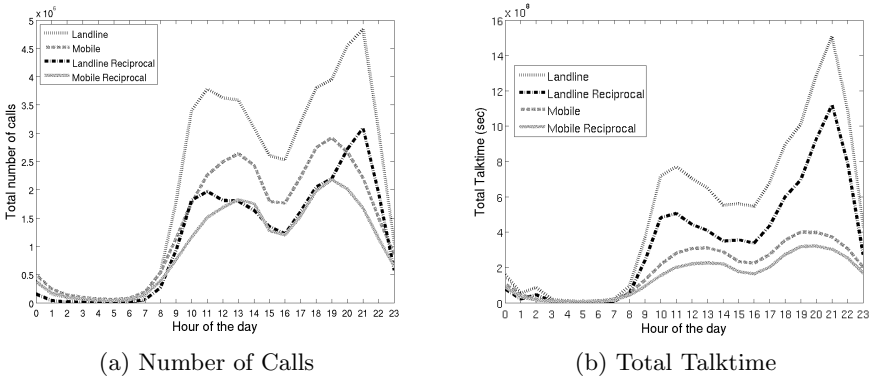 x 10⁶
5
4.5
4
3.5
3
2.5
2
1.5
1
0.5
0
Total number of calls
Landline
Mobile
Landline Reciprocal
Mobile Reciprocal
0 1 2 3 4 5 6 7 8 9 10 11 12 13 14 15 16 17 18 19 20 21 22 23
Hour of the day
(a) Number of Calls
x 10⁸
16
14
12
10
8
6
4
2
0
Total Talktime (sec)
Landline
Landline Reciprocal
Mobile
Mobile Reciprocal
0 1 2 3 4 5 6 7 8 9 10 11 12 13 14 15 16 17 18 19 20 21 22 23
Hour of the day
(b) Total Talktime